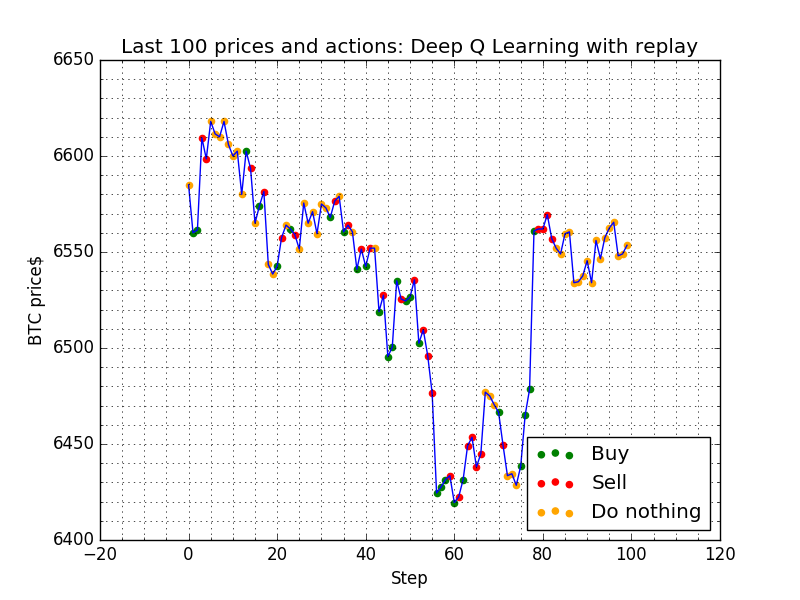 Last 100 prices and actions: Deep Q Learning with replay
BTC price$
6650
6600
6550
6500
6450
6400
−20
0
20
40
60
80
100
120
Step
Buy
Sell
Do nothing